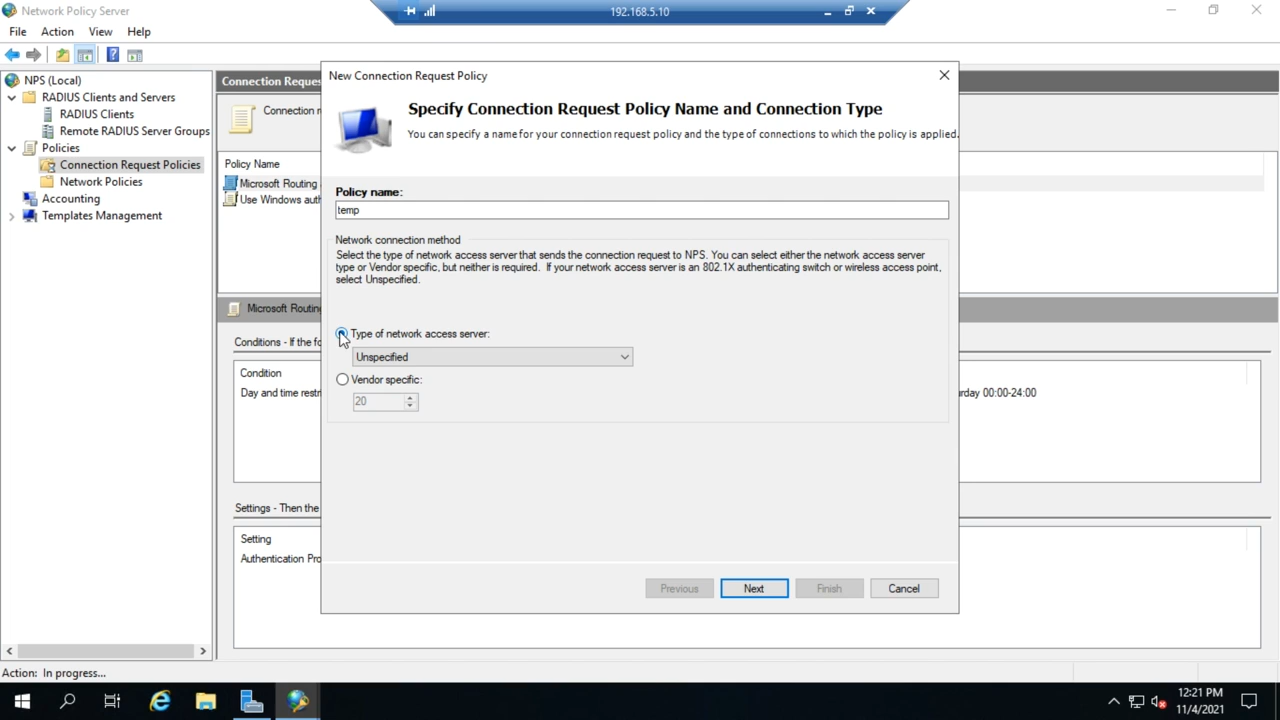 Network Policy Server
192.168.5.10
File Action View Help
NPS (Local)
RADIUS Clients and Servers
RADIUS Clients
Remote RADIUS Server Groups
Policies
Connection Request Policies
Network Policies
Accounting
Templates Management
Connection Reques
Connection r
Policy Name
Microsoft Routing
Use Windows auth
Microsoft Routing
Conditions - If the fo
Condition
Day and time restri
urday 00:00-24:00
Settings - Then the
Setting
Authentication Pro
New Connection Request Policy
Specify Connection Request Policy Name and Connection Type
You can specify a name for your connection request policy and the type of connections to which the policy is applied.
Policy name:
temp
Network connection method
Select the type of network access server that sends the connection request to NPS. You can select either the network access server
type or Vendor specific, but neither is required. If your network access server is an 802.1X authenticating switch or wireless access point,
select Unspecified.
Type of network access server:
Unspecified
Vendor specific:
20
Previous Next Finish Cancel
Action: In progress...
12:21 PM
11/4/2021